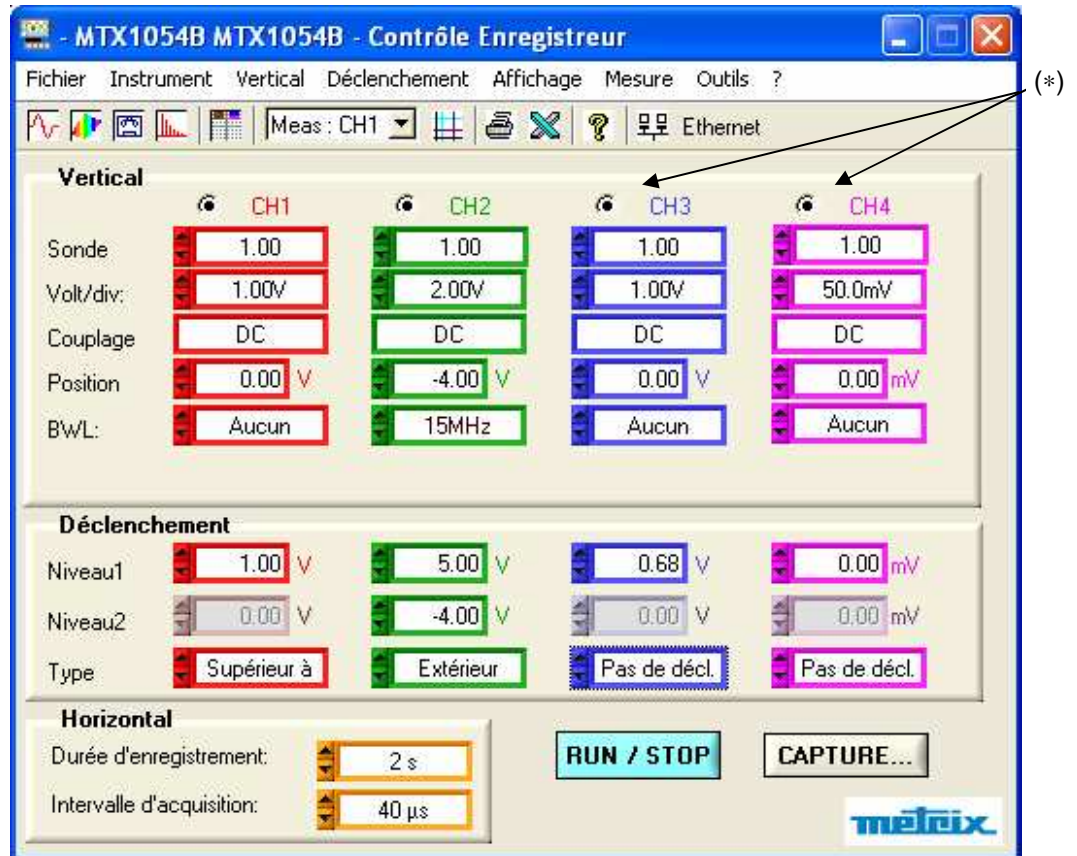 - MTX1054B MTX1054B - Contrôle Enregistreur
Fichier Instrument Vertical Déclenchement Affichage Mesure Outils ?
(*)
Meas : CH1 Ethernet
Vertical
CH1 CH2 CH3 CH4
Sonde 1.00 1.00 1.00 1.00
Volt/div: 1.00V 2.00V 1.00V 50.0mV
Couplage DC DC DC DC
Position 0.00 V -4.00 V 0.00 V 0.00 mV
BWL: Aucun 15MHz Aucun Aucun
Déclenchement
Niveau1 1.00 V 5.00 V 0.68 V 0.00 mV
Niveau2 0.00 V -4.00 V 0.00 V 0.00 mV
Type Supérieur à Extérieur Pas de décl. Pas de décl.
Horizontal
Durée d'enregistrement: 2 s
RUN / STOP CAPTURE...
Intervalle d'acquisition: 40 µs
metrix